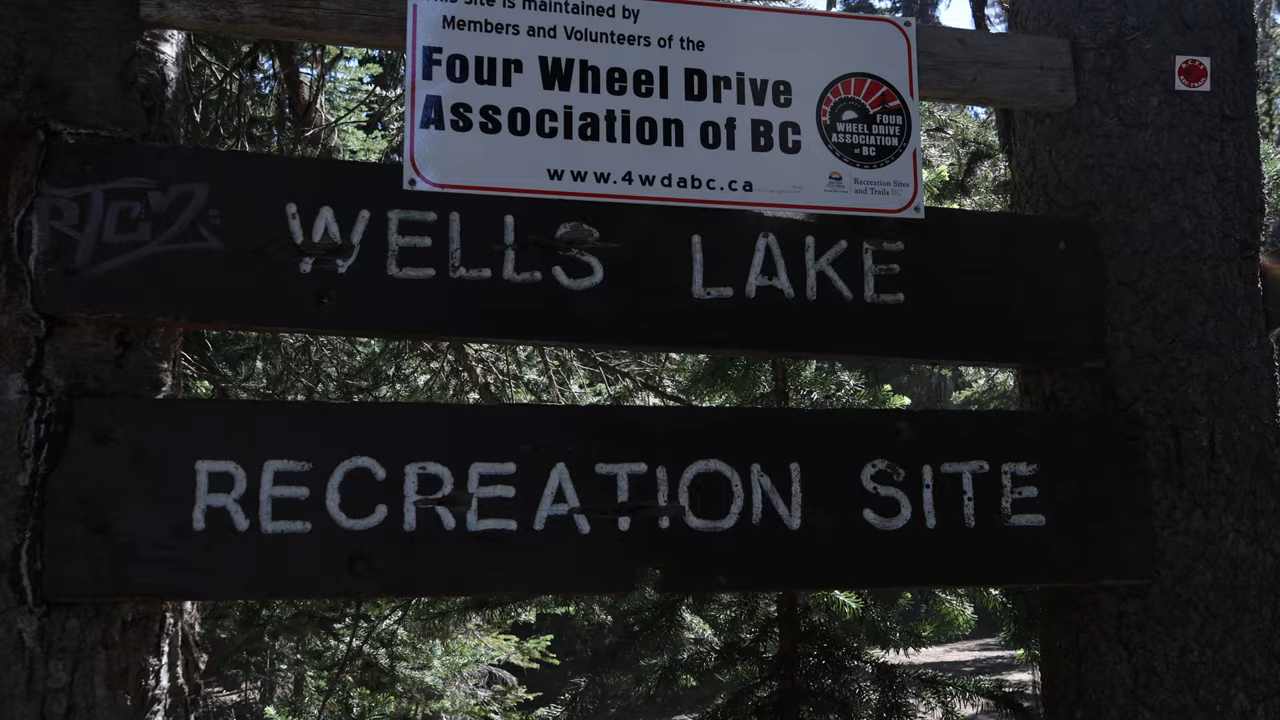 This site is maintained by
Members and Volunteers of the
Four Wheel Drive
Association of BC
www.4wdabc.ca
FOUR
WHEEL DRIVE
ASSOCIATION
of BC
Recreation Sites
and Trails BC
RTC2
WELLS LAKE
RECREATION SITE